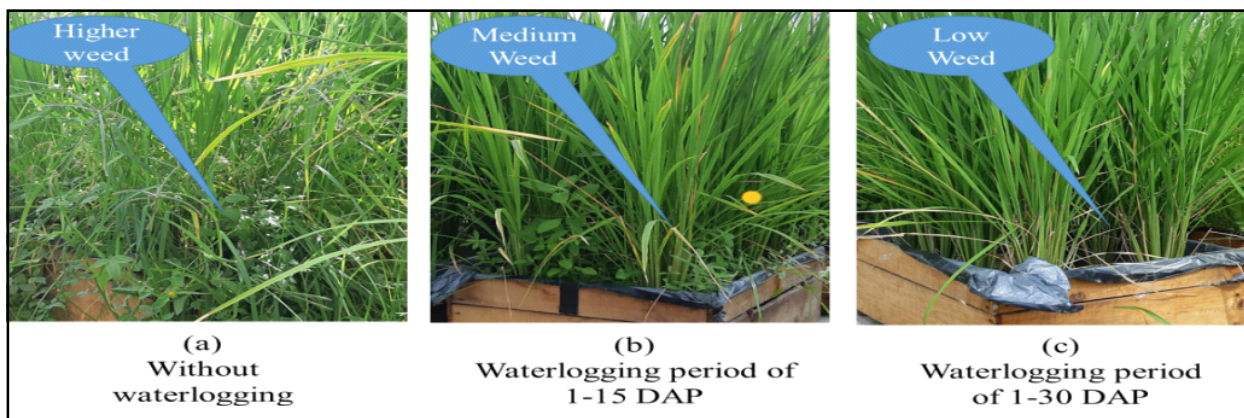 Higher
weed
Medium
Weed
Low
Weed
(a)
Without
waterlogging
(b)
Waterlogging period of
1-15 DAP
(c)
Waterlogging period
of 1-30 DAP